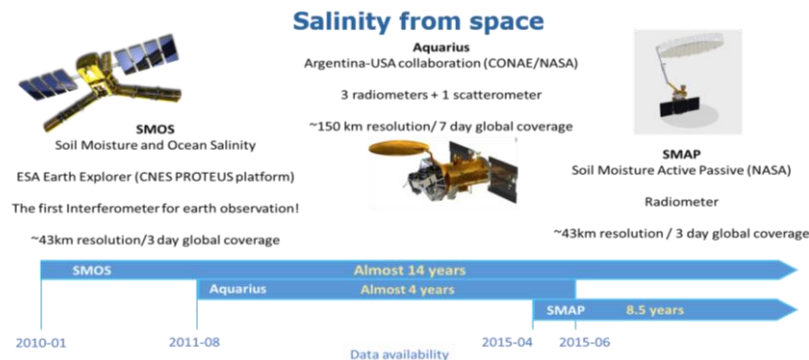 Salinity from space
SMOS
Soil Moisture and Ocean Salinity
ESA Earth Explorer (CNES PROTEUS platform)
The first Interferometer for earth observation!
~43km resolution/3 day global coverage
Aquarius
Argentina-USA collaboration (CONAE/NASA)
3 radiometers + 1 scatterometer
~150 km resolution/ 7 day global coverage
SMAP
Soil Moisture Active Passive (NASA)
Radiometer
~43km resolution / 3 day global coverage
SMOS Almost 14 years
Aquarius Almost 4 years
SMAP 8.5 years
2010-01 2011-08 2015-04 2015-06
Data availability